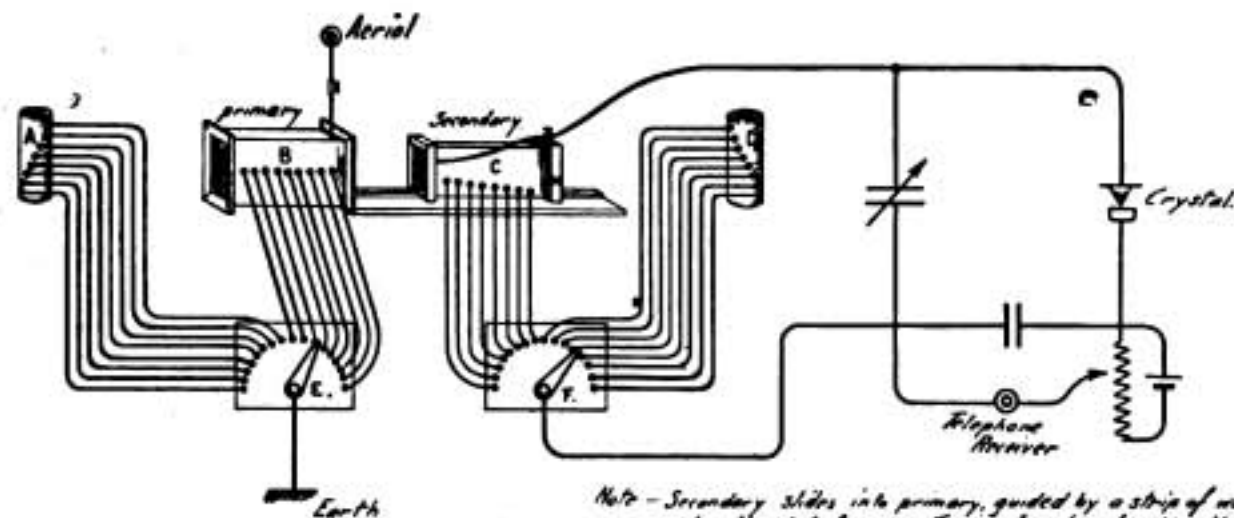 Aerial
primary
Secondary
A
B
C
D
Crystal.
E.
F.
Telephone
Receiver
Earth
Note - Secondary slides into primary, guided by a strip of